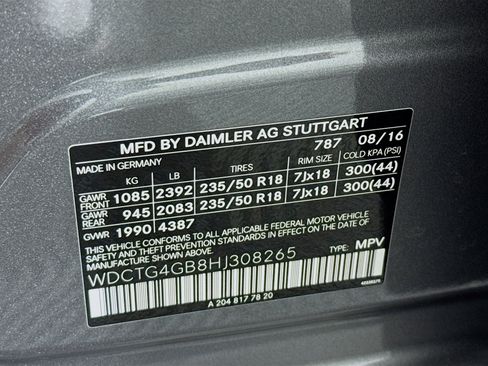 MFD BY DAIMLER AG STUTTGART
MADE IN GERMANY 787 08/16
KG LB TIRES RIM SIZE COLD KPA (PSI)
GAWR FRONT 1085 2392 235/50 R18 7Jx18 300(44)
GAWR REAR 945 2083 235/50 R18 7Jx18 300(44)
GVWR 1990 4387
THIS VEHICLE CONFORMS TO ALL APPLICABLE FEDERAL MOTOR VEHICLE
SAFETY STANDARDS IN EFFECT ON THE DATE OF
MANUFACTURE SHOWN ABOVE
WDCTG4GB8HJ308265 TYPE: MPV
A 204 817 78 20